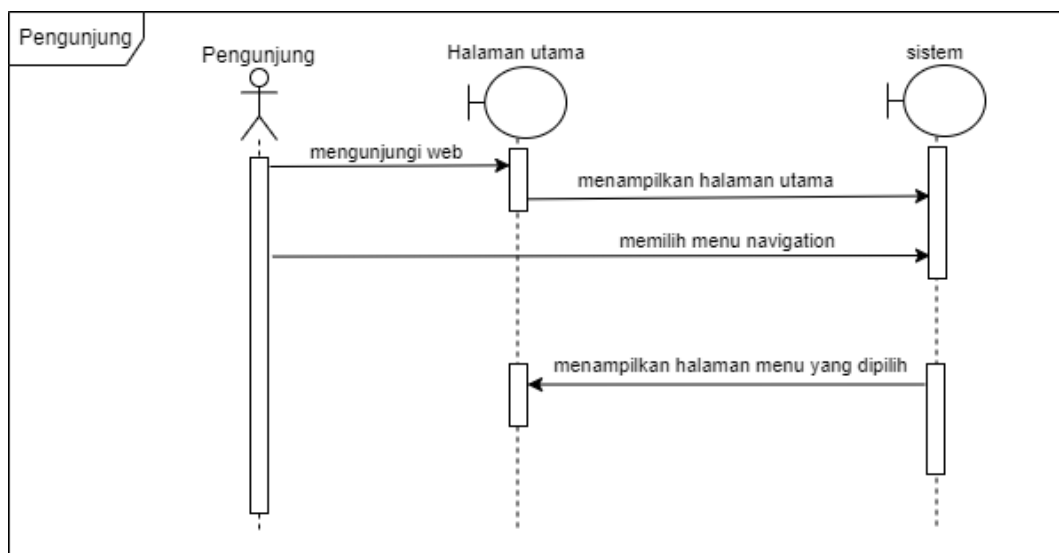 Pengunjung
Pengunjung
Halaman utama
sistem
mengunjungi web
menampilkan halaman utama
memilih menu navigation
menampilkan halaman menu yang dipilih